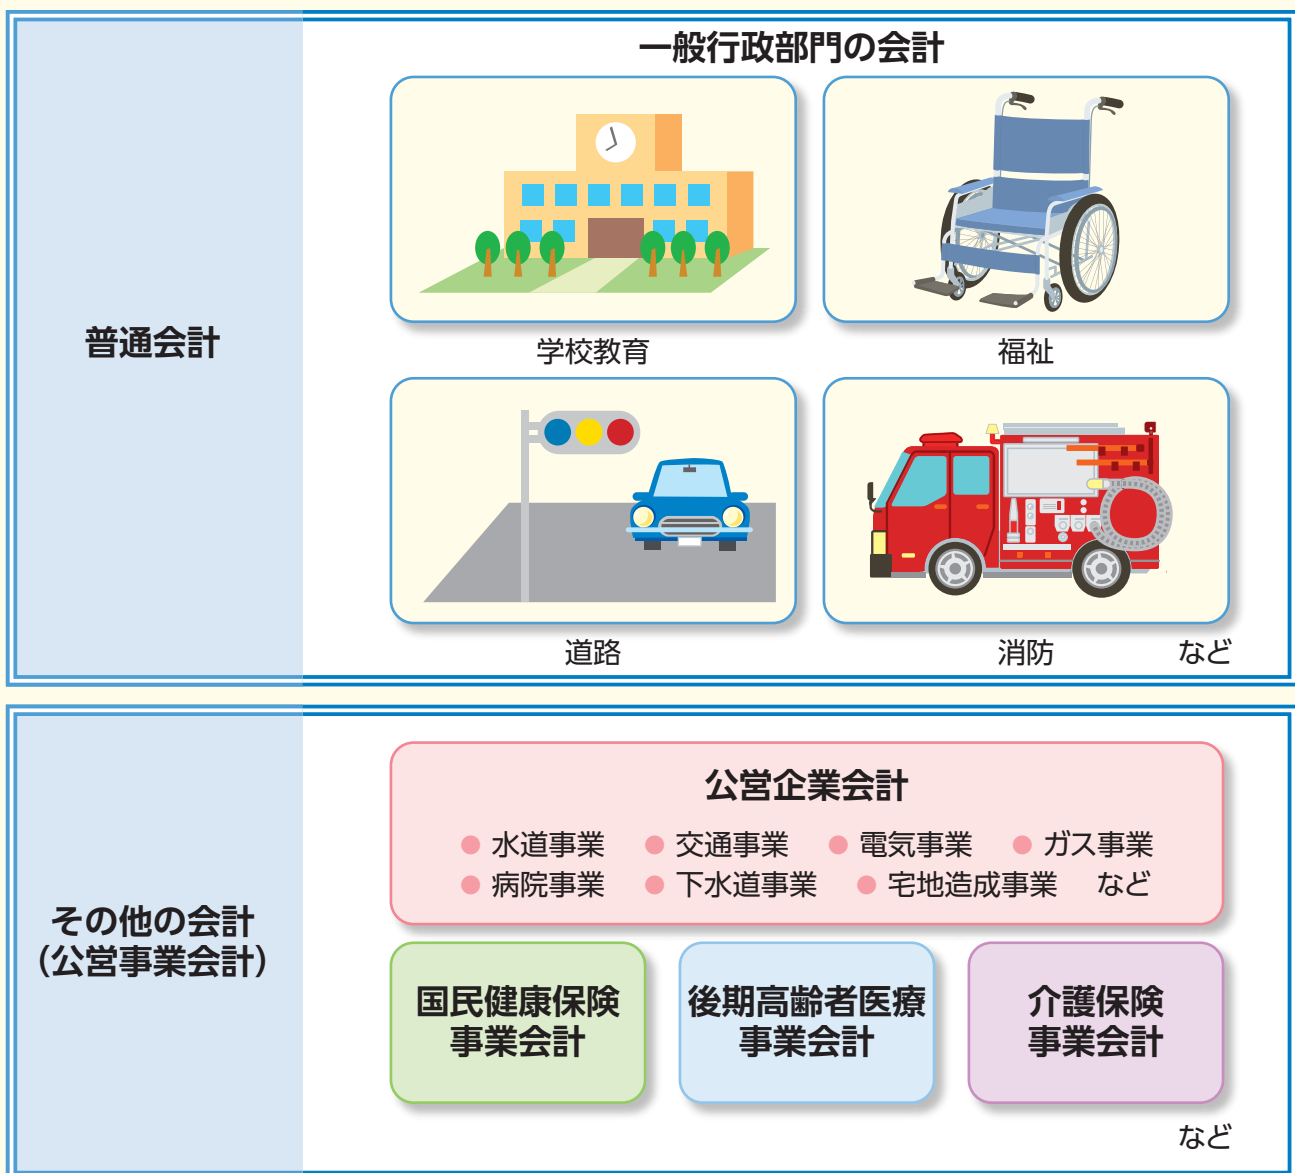 一般行政部門の会計
普通会計
学校教育
福祉
道路
消防
など
その他の会計
（公営事業会計）
公営企業会計
● 水道事業 ● 交通事業 ● 電気事業 ● ガス事業
● 病院事業 ● 下水道事業 ● 宅地造成事業 など
国民健康保険
事業会計
後期高齢者医療
事業会計
介護保険
事業会計
など